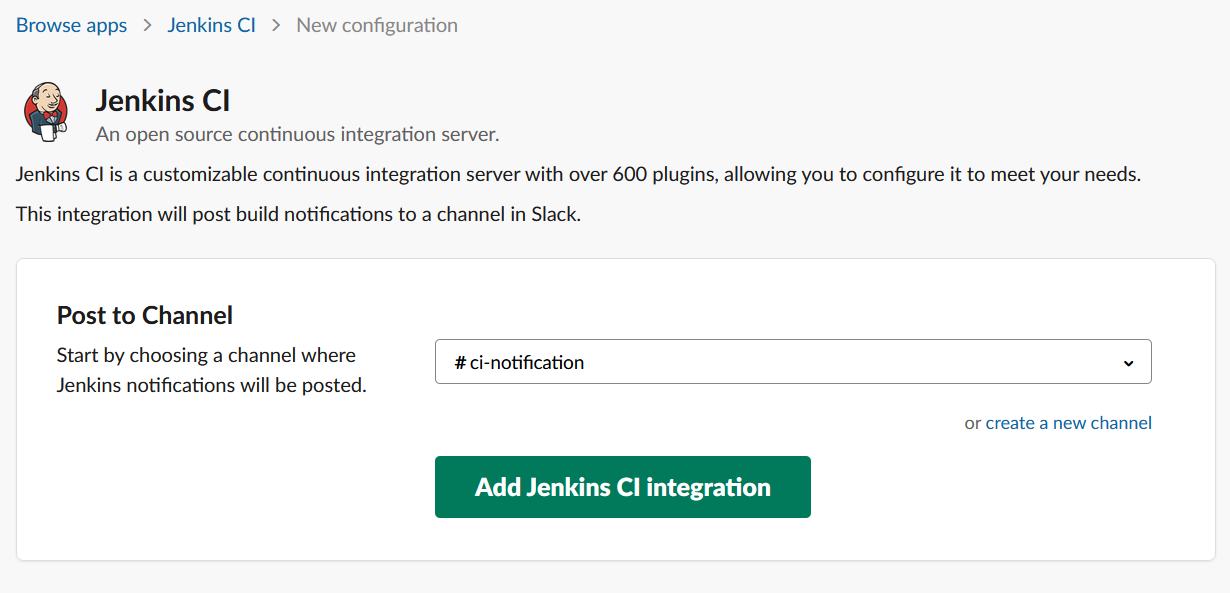 Browse apps > Jenkins CI > New configuration
Jenkins CI
An open source continuous integration server.
Jenkins CI is a customizable continuous integration server with over 600 plugins, allowing you to configure it to meet your needs.
This integration will post build notifications to a channel in Slack.
Post to Channel
Start by choosing a channel where
Jenkins notifications will be posted.
# ci-notification
or create a new channel
Add Jenkins CI integration